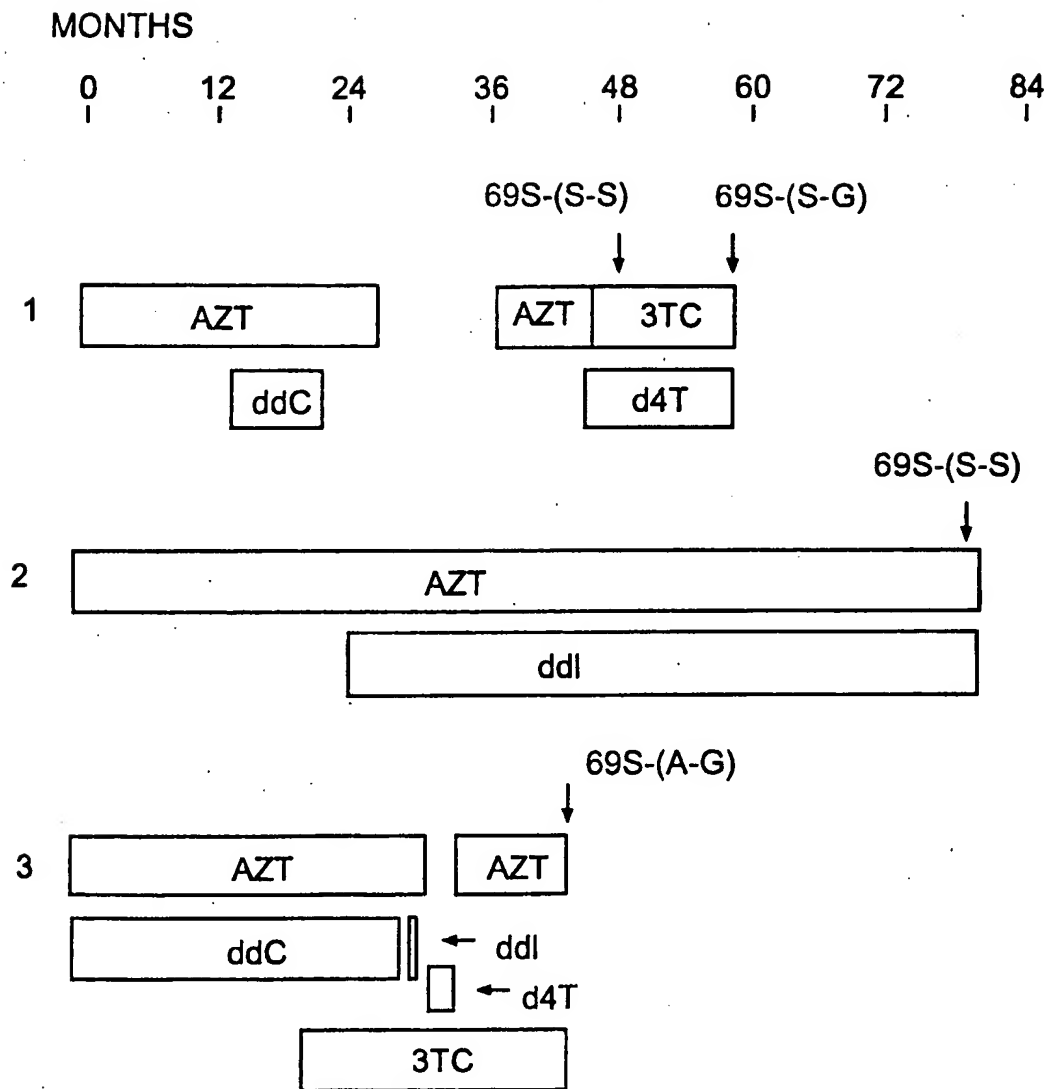 MONTHS
0 12 24 36 48 60 72 84
69S-(S-S) 69S-(S-G)
1 AZT AZT 3TC
ddC d4T
69S-(S-S)
2 AZT
ddI
69S-(A-G)
3 AZT AZT
ddC ddI
d4T
3TC